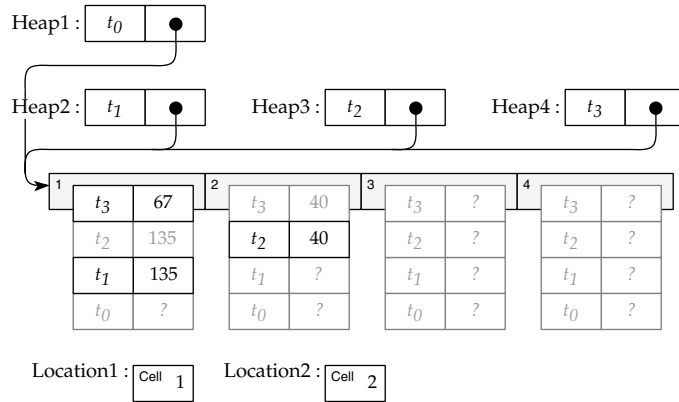 Heap1 : t0
Heap2 : t1 Heap3 : t2 Heap4 : t3
1 2 3 4
t3 67 t3 40 t3 ? t3 ?
t2 135 t2 40 t2 ? t2 ?
t1 135 t1 ? t1 ? t1 ?
t0 ? t0 ? t0 ? t0 ?
Location1 : Cell 1 Location2 : Cell 2